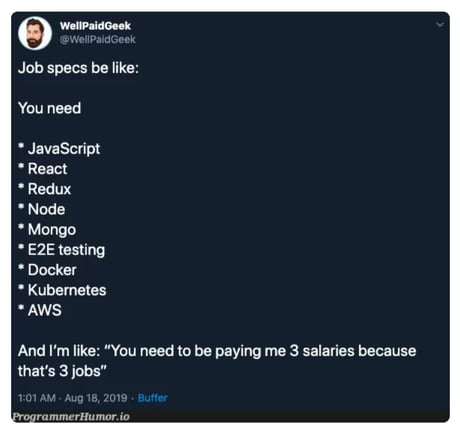 WellPaidGeek
@WellPaidGeek
Job specs be like:
You need
* JavaScript
* React
* Redux
* Node
* Mongo
* E2E testing
* Docker
* Kubernetes
* AWS
And I'm like: “You need to be paying me 3 salaries because
that's 3 jobs”
1:01 AM · Aug 18, 2019 · Buffer
ProgrammerHumor.io